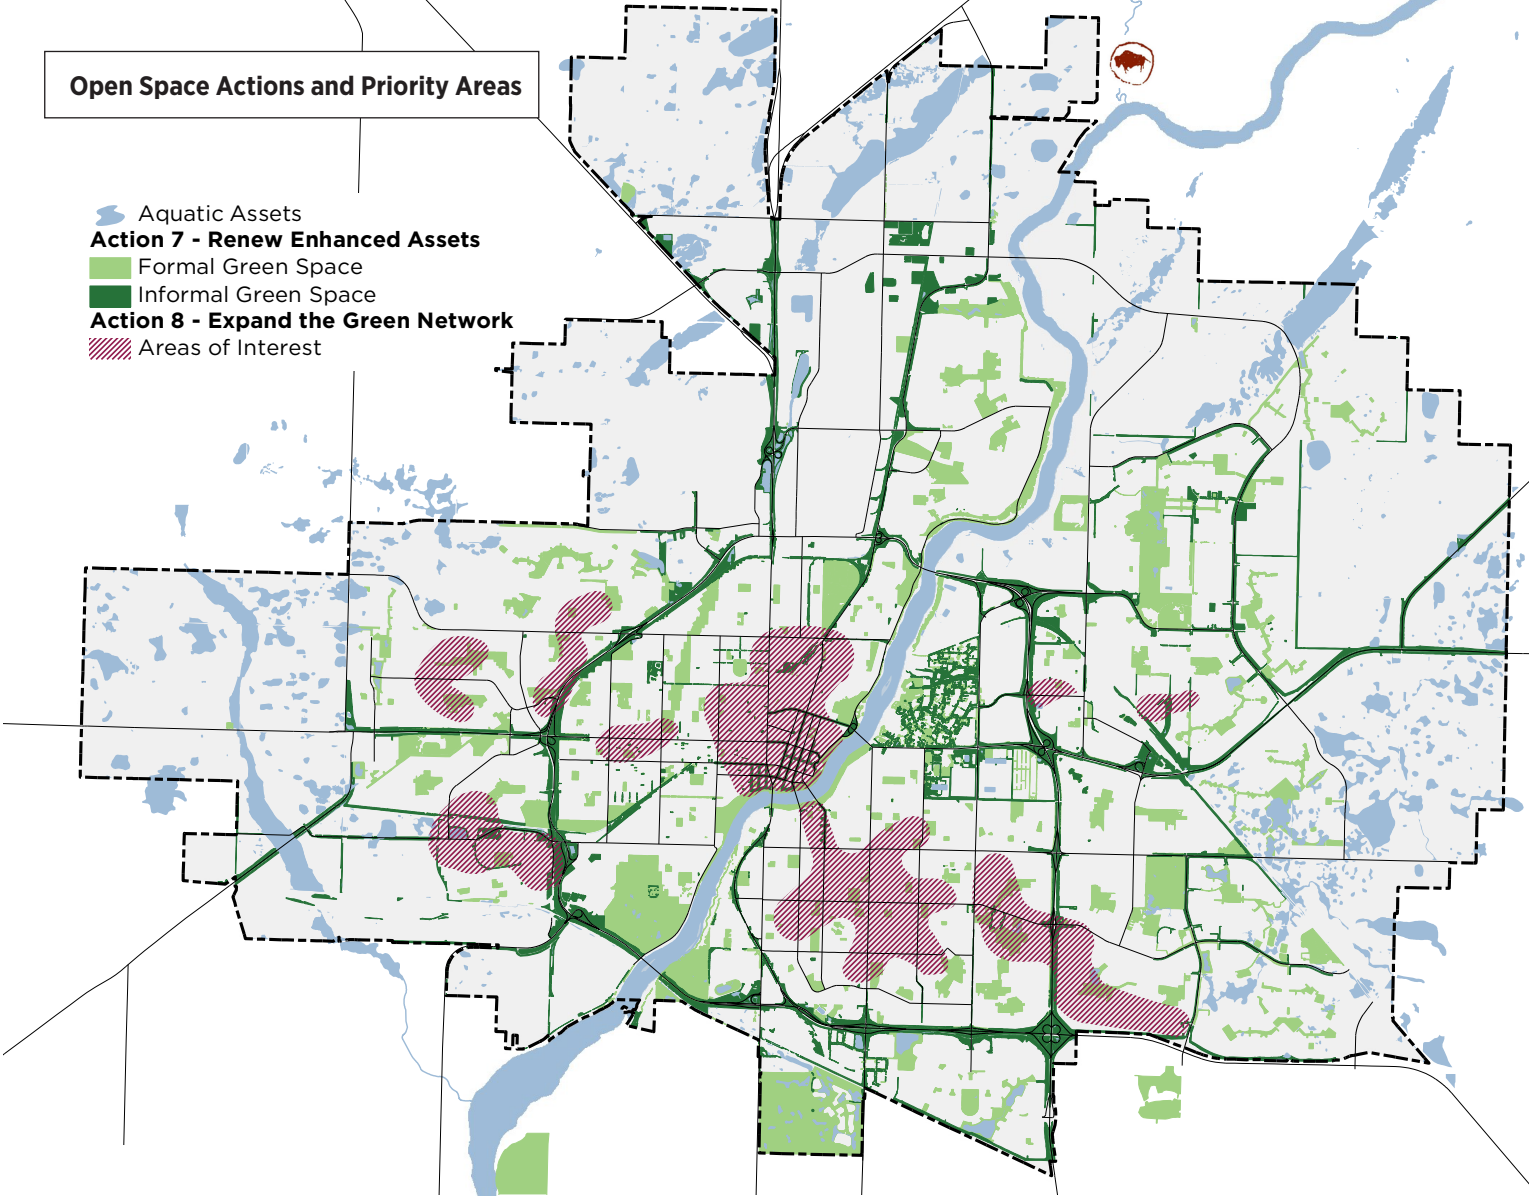 Open Space Actions and Priority Areas
Aquatic Assets
Action 7 - Renew Enhanced Assets
Formal Green Space
Informal Green Space
Action 8 - Expand the Green Network
Areas of Interest